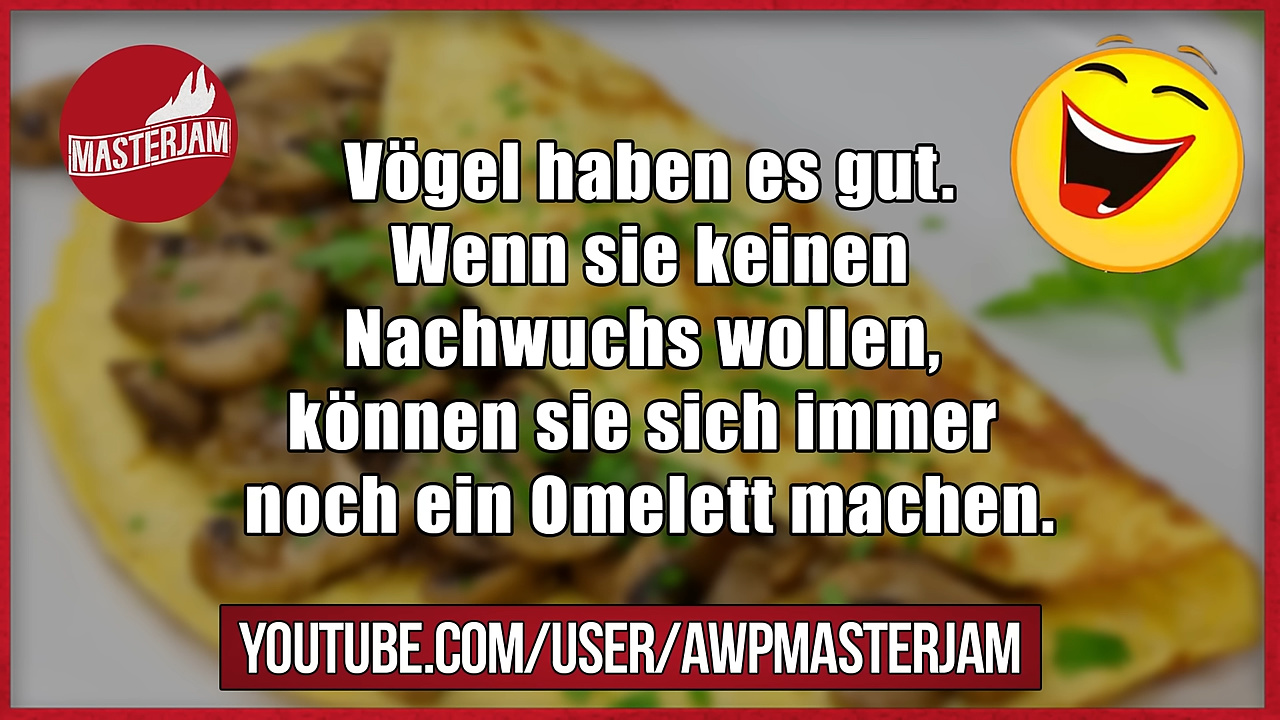 MASTERJAM
Vögel haben es gut.
Wenn sie keinen
Nachwuchs wollen,
können sie sich immer
noch ein Omelett machen.
YOUTUBE.COM/USER/AWPMASTERJAM